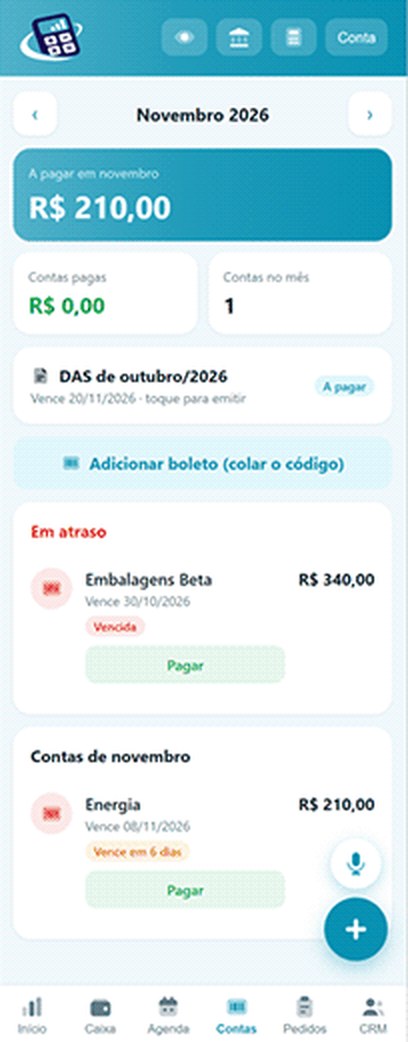 Conta
‹ Novembro 2026 ›
A pagar em novembro
R$ 210,00
Contas pagas
R$ 0,00
Contas no mês
1
DAS de outubro/2026
Vence 20/11/2026 · toque para emitir
A pagar
Adicionar boleto (colar o código)
Em atraso
Embalagens Beta R$ 340,00
Vence 30/10/2026
Vencida
Pagar
Contas de novembro
Energia R$ 210,00
Vence 08/11/2026
Vence em 6 dias
Pagar
Início Caixa Agenda Contas Pedidos CRM